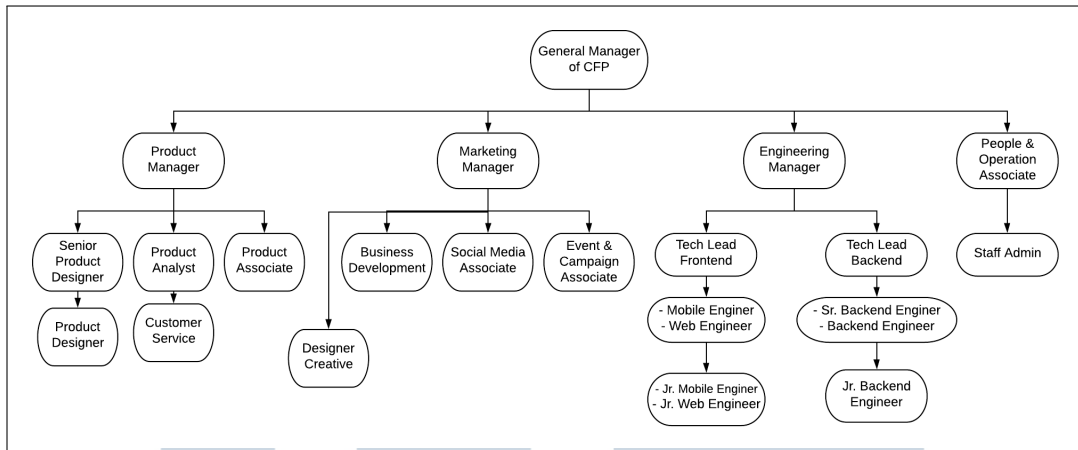 General Manager
of CFP
Product
Manager
Marketing
Manager
Engineering
Manager
People &
Operation
Associate
Senior
Product
Designer
Product
Analyst
Product
Associate
Business
Development
Social Media
Associate
Event &
Campaign
Associate
Tech Lead
Frontend
Tech Lead
Backend
Staff Admin
Product
Designer
Customer
Service
Designer
Creative
- Mobile Enginer
- Web Engineer
- Sr. Backend Enginer
- Backend Engineer
- Jr. Mobile Enginer
- Jr. Web Engineer
Jr. Backend
Engineer